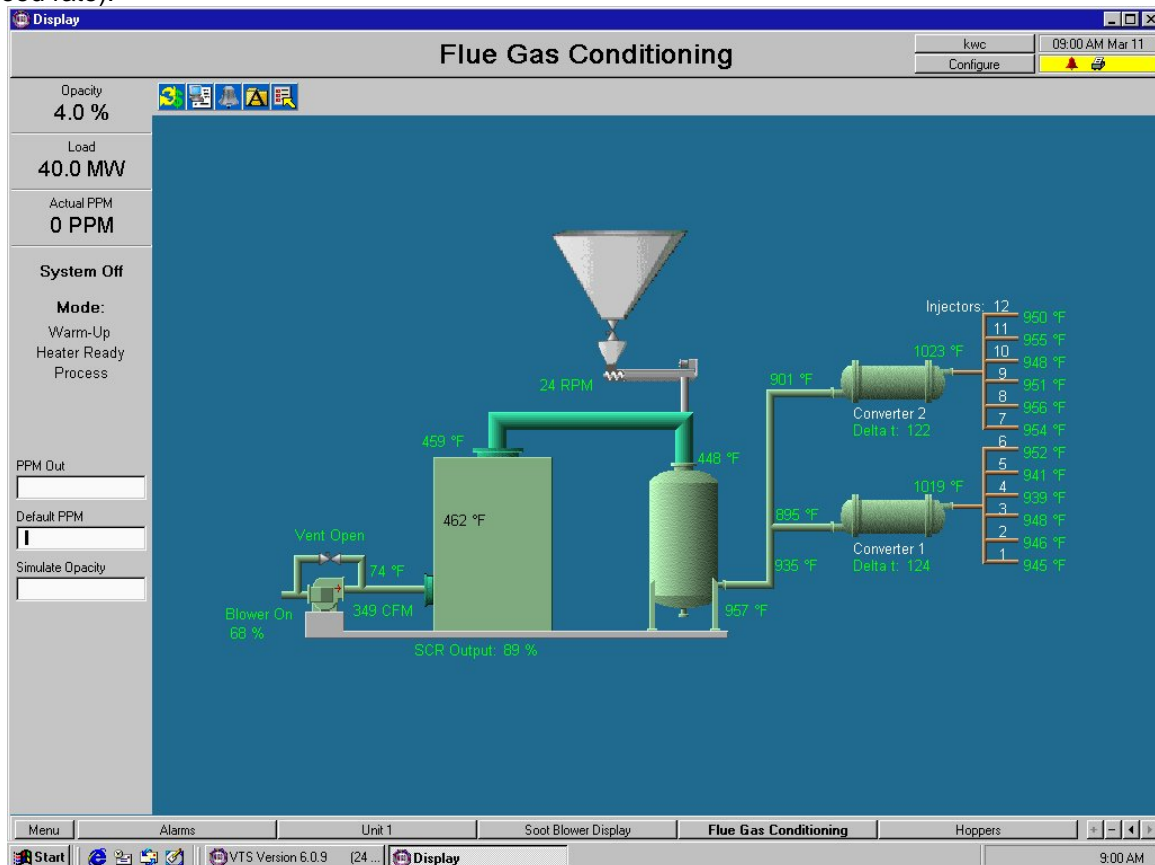 Display
Flue Gas Conditioning
kwc
Configure
09:00 AM Mar 11
Opacity
4.0 %
Load
40.0 MW
Actual PPM
0 PPM
System Off
Mode:
Warm-Up
Heater Ready
Process
PPM Out
Default PPM
Simulate Opacity
24 RPM
459 °F
448 °F
462 °F
Vent Open
74 °F
349 CFM
Blower On
68 %
SCR Output: 89 %
957 °F
935 °F
895 °F
901 °F
1023 °F
Converter 2
Delta t: 122
1019 °F
Converter 1
Delta t: 124
Injectors: 12
950 °F
11
955 °F
10
948 °F
9
951 °F
8
956 °F
7
954 °F
6
952 °F
5
941 °F
4
939 °F
3
948 °F
2
946 °F
1
945 °F
Menu
Alarms
Unit 1
Soot Blower Display
Flue Gas Conditioning
Hoppers
Start
VTS Version 6.0.9 (24 ...
Display
9:00 AM